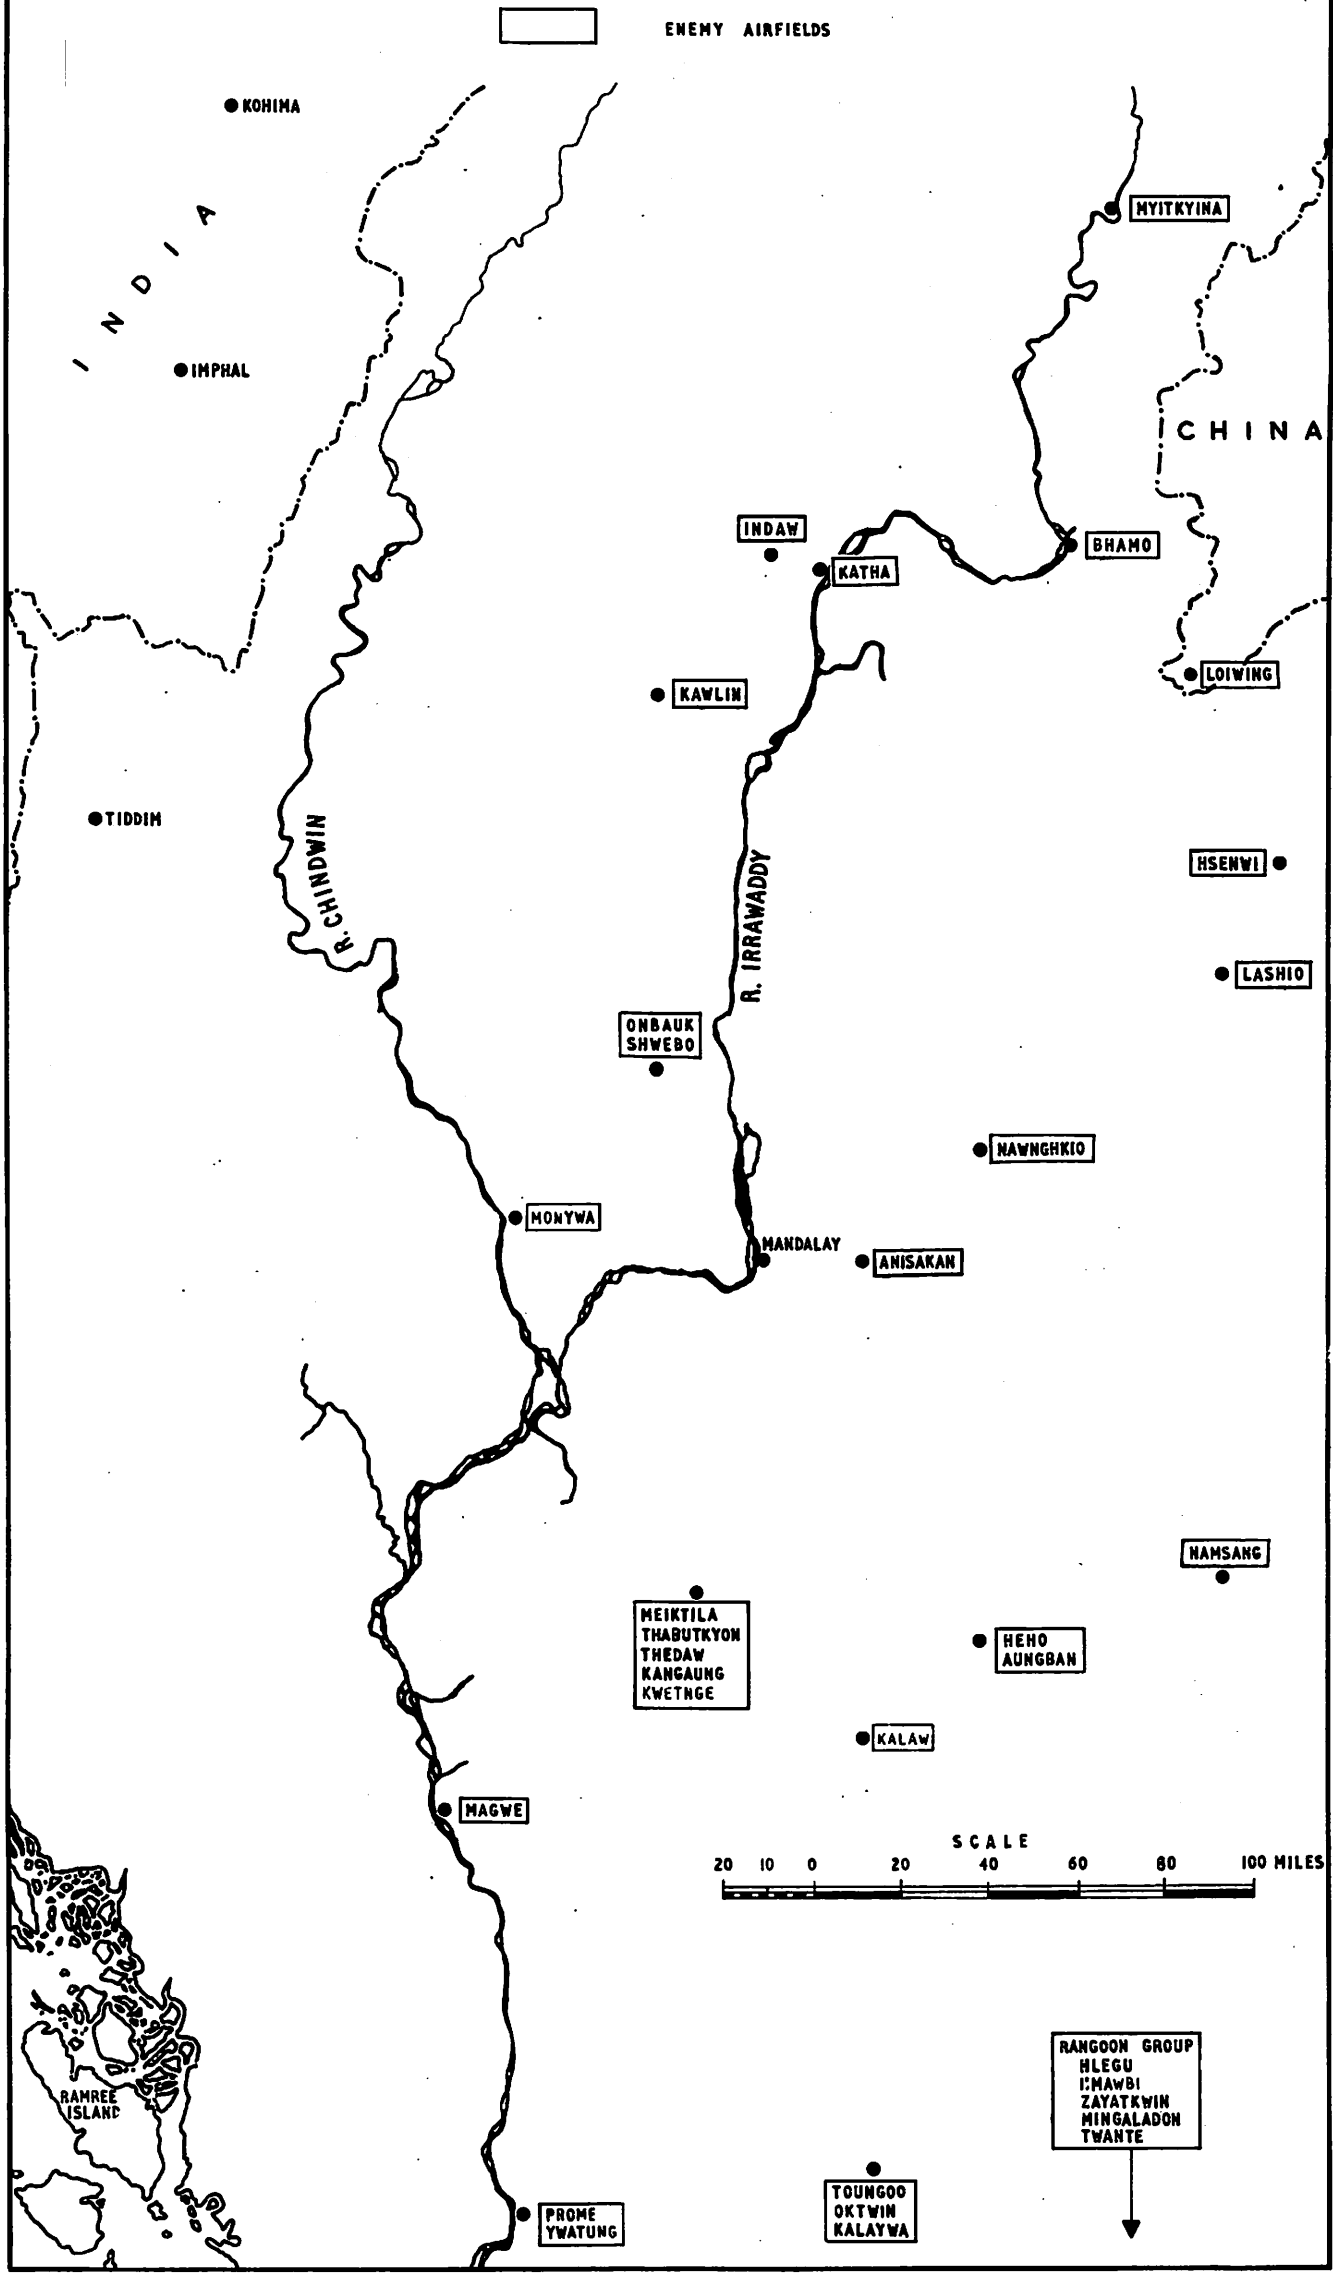 ENEMY AIRFIELDS
KOHIMA
INDIA
MYITKYINA
IMPHAL
CHINA
INDAW
BHAMO
KATHA
LOIWING
KAWLIN
TIDDIM
R. CHINDWIN
R. IRRAWADDY
HSENWI
LASHIO
ONBAUK
SHWEBO
NAWNGHKIO
MONYWA
MANDALAY
ANISAKAN
NAMSANG
MEIKTILA
THABUTKYON
THEDAW
KANGAUNG
KWETNGE
HEHO
AUNGBAN
KALAW
MAGWE
SCALE
20 10 0 20 40 60 80 100 MILES
RANGOON GROUP
HLEGU
ZAYATKWIN
MINGALADON
TWANTE
RAMREE
ISLAND
TOUNGOO
OKTWIN
KALAYWA
PROME
YWATUNG